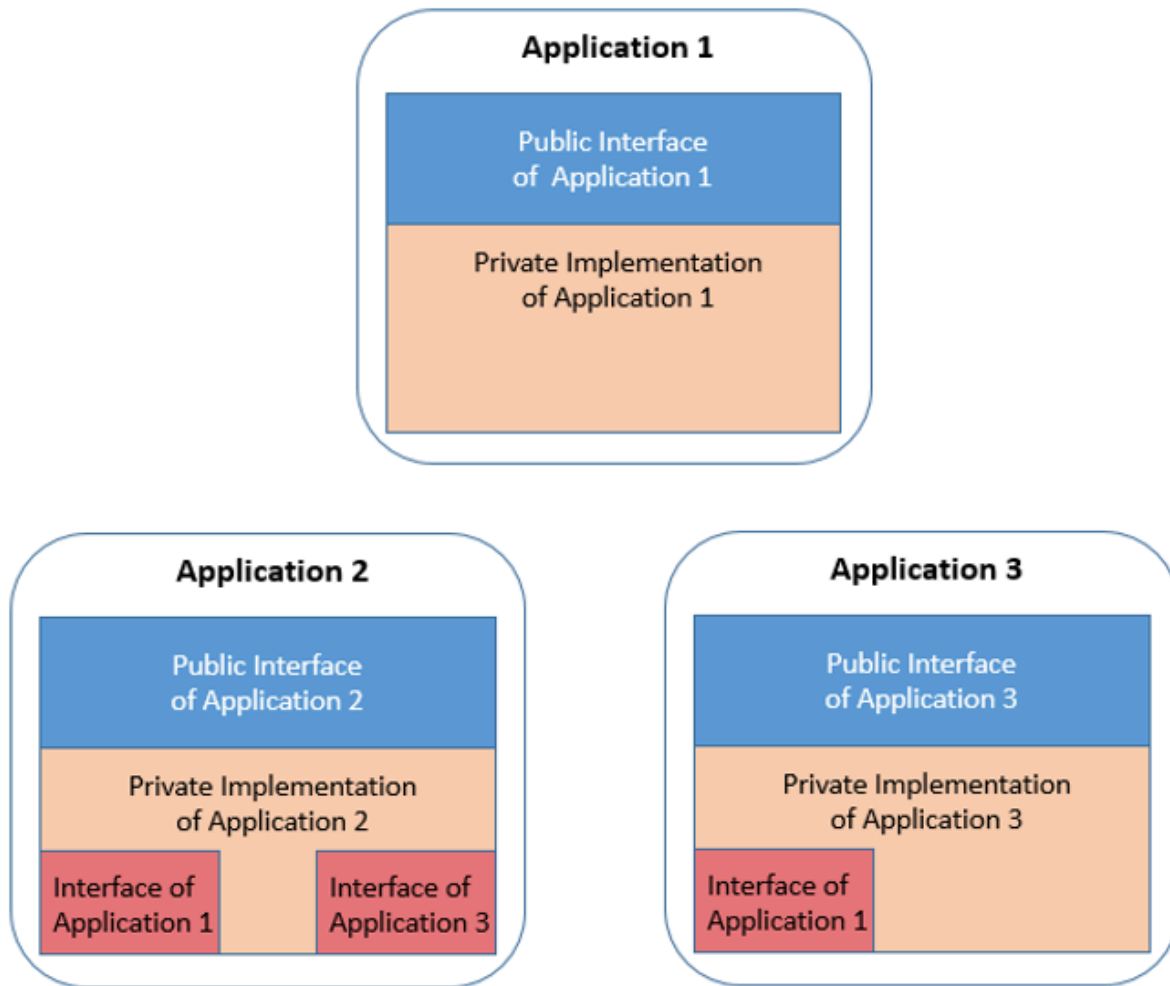 Application 1
Public Interface
of Application 1
Private Implementation
of Application 1
Application 2
Public Interface
of Application 2
Private Implementation
of Application 2
Interface of
Application 1
Interface of
Application 3
Application 3
Public Interface
of Application 3
Private Implementation
of Application 3
Interface of
Application 1